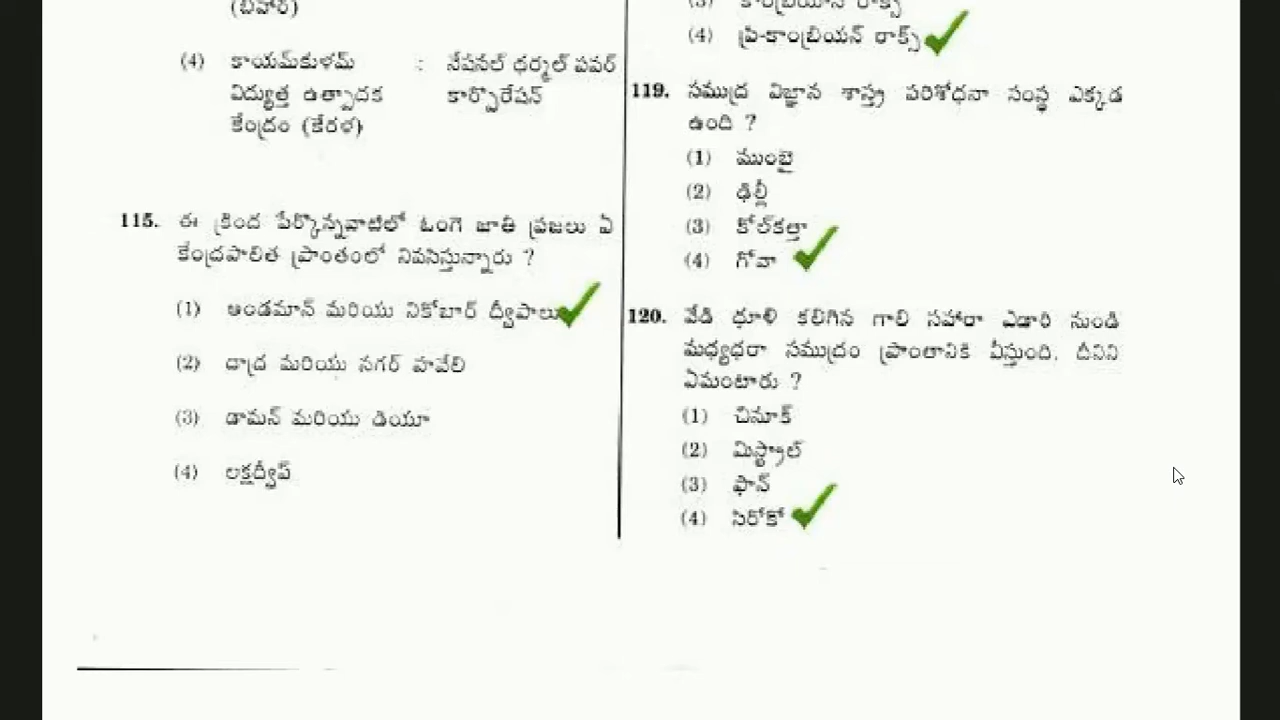 (బీహార్)
(4) కాయమ్‌కుళమ్ : నేషనల్ థర్మల్ పవర్
విద్యుత్త ఉత్పాదక కార్పొరేషన్
కేంద్రం (కేరళ)
115. ఈ క్రింద పేర్కొన్నవాటిలో ఓంగె జాతి ప్రజలు ఏ
కేంద్రపాలిత ప్రాంతంలో నివసిస్తున్నారు ?
(1) అండమాన్ మరియు నికోబార్ ద్వీపాలు
(2) దాద్ర మరియు నగర్ హవేలి
(3) డామన్ మరియు డియూ
(4) లక్షద్వీప్
(3) కాంబ్రియాన్ రాక్స్
(4) ప్రి-కాంబ్రియన్ రాక్స్
119. సముద్ర విజ్ఞాన శాస్త్ర పరిశోధనా సంస్థ ఎక్కడ
ఉంది ?
(1) ముంబై
(2) ఢిల్లీ
(3) కోల్‌కత్తా
(4) గోవా
120. వేడి ధూళి కలిగిన గాలి సహారా ఎడారి నుండి
మధ్యధరా సముద్రం ప్రాంతానికి వీస్తుంది. దీనిని
ఏమంటారు ?
(1) చినూక్
(2) మిస్ట్రాల్
(3) ఫాన్
(4) సిరోకో